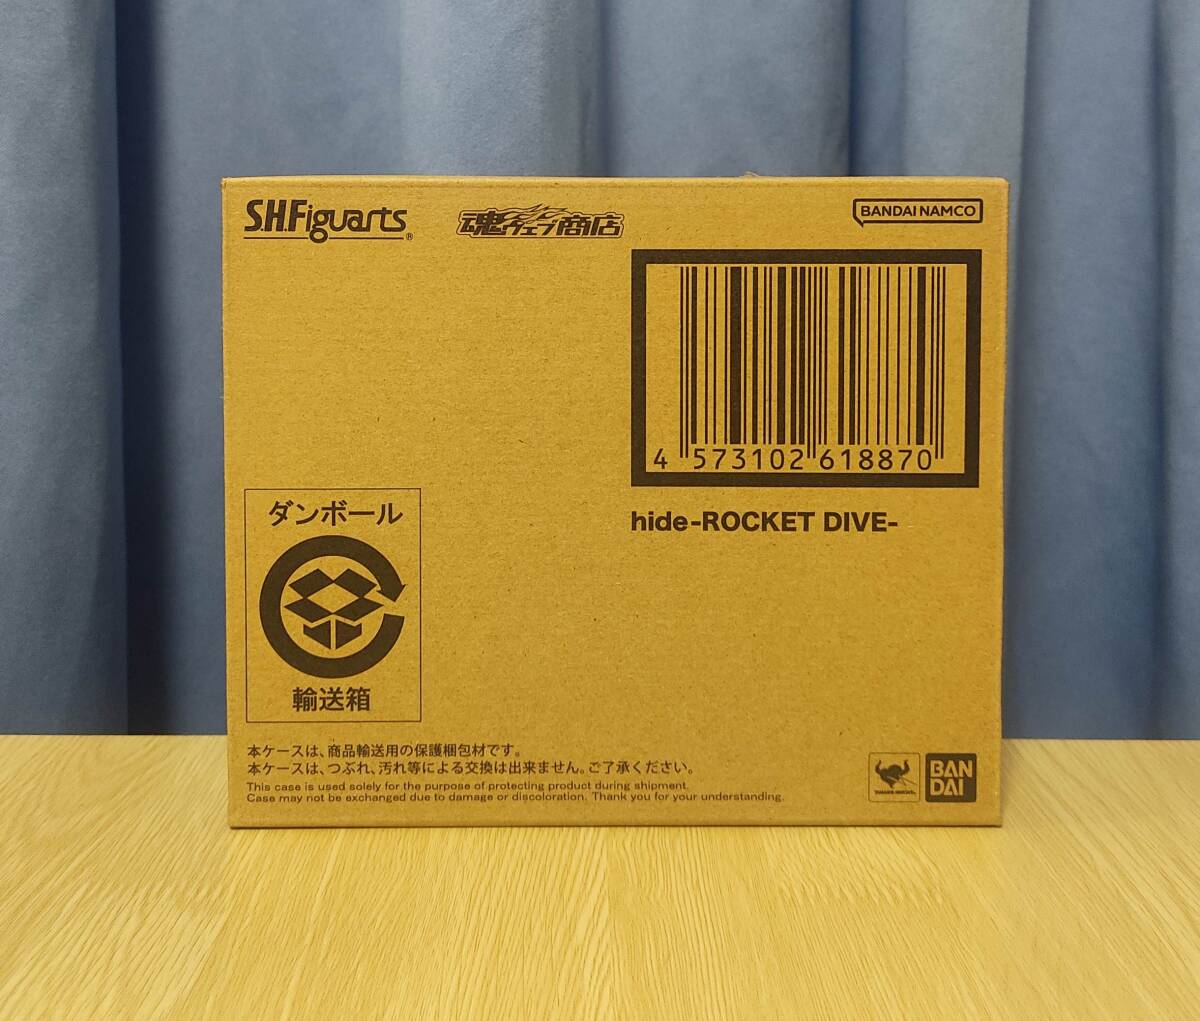 S.H.Figuarts®
魂ウェブ商店
BANDAI NAMCO
4 573102 618870
hide-ROCKET DIVE-
ダンボール
輸送箱
本ケースは、商品輸送用の保護梱包材です。
本ケースは、つぶれ、汚れ等による交換は出来ません。ご了承ください。
This case is used solely for the purpose of protecting product during shipment.
Case may not be exchanged due to damage or discoloration. Thank you for your understanding.
TAMASHII NATIONS
BAN
DAI